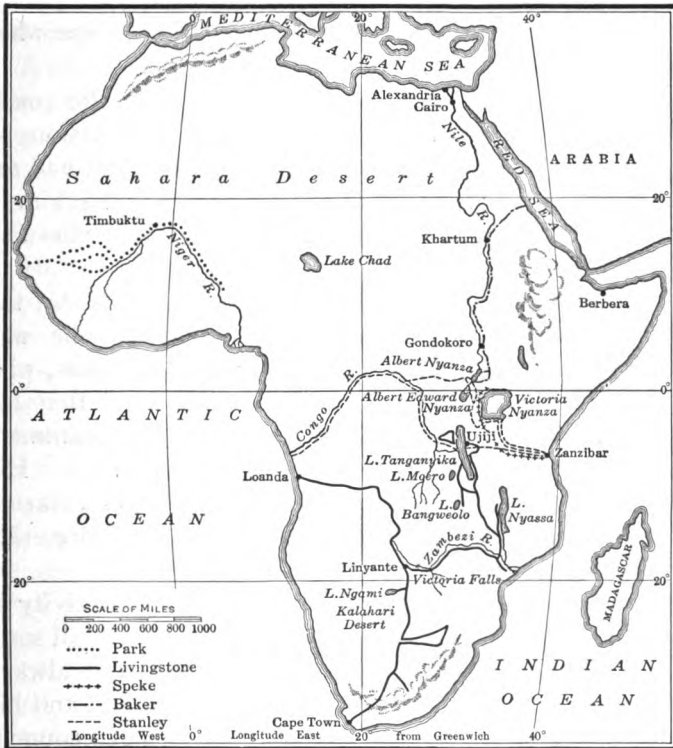 0° 20° 40°
MEDITERRANEAN SEA
Alexandria
Cairo
Nile
R.
RED SEA
ARABIA
Sahara Desert
20° 20°
Timbuktu
Niger R.
Khartum
Lake Chad
Berbera
Gondokoro
Albert Nyanza
0° 0°
ATLANTIC
OCEAN
Congo R.
Albert Edward
Nyanza
Victoria
Nyanza
Ujiji
Zanzibar
L.Tanganyika
L.Moero
Loanda
L.
Bangweolo
L.
Nyassa
Zambezi R.
Linyante
Victoria Falls
20° 20°
L.Ngami
Kalahari
Desert
MADAGASCAR
SCALE OF MILES
0 200 400 600 800 1000
Park
Livingstone
Speke
Baker
Stanley
INDIAN
OCEAN
Cape Town
Longitude West 0° Longitude East 20° from Greenwich 40°